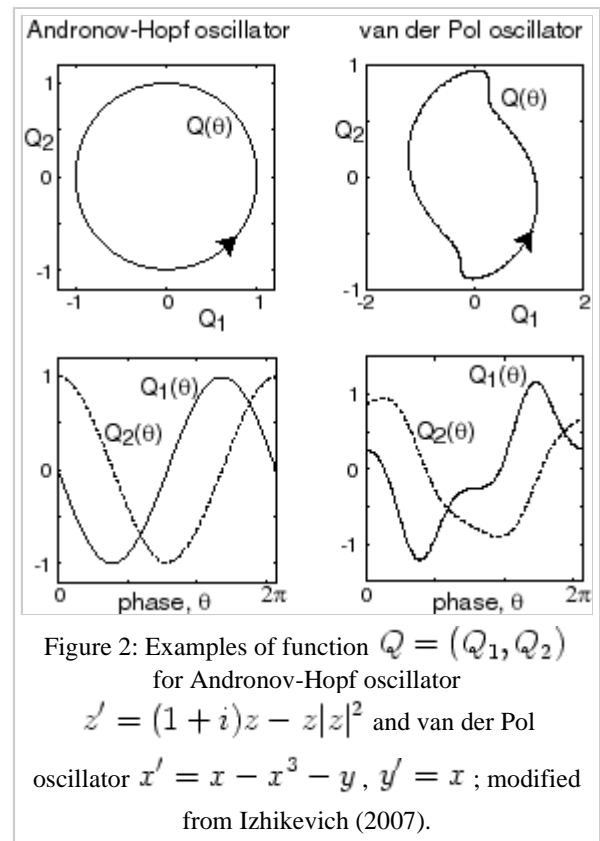 Andronov-Hopf oscillator
van der Pol oscillator
1
Q₂
0
-1
-1
0
1
Q₁
Q(θ)
1
Q₂
0
-1
-2
0
2
Q₁
Q(θ)
1
0
-1
0
phase, θ
2π
Q₁(θ)
Q₂(θ)
1
0
-1
0
phase, θ
2π
Q₁(θ)
Q₂(θ)
Figure 2: Examples of function Q = (Q₁, Q₂)
for Andronov-Hopf oscillator
z′ = (1 + i)z − z|z|² and van der Pol
oscillator x′ = x − x³ − y , y′ = x ; modified
from Izhikevich (2007).